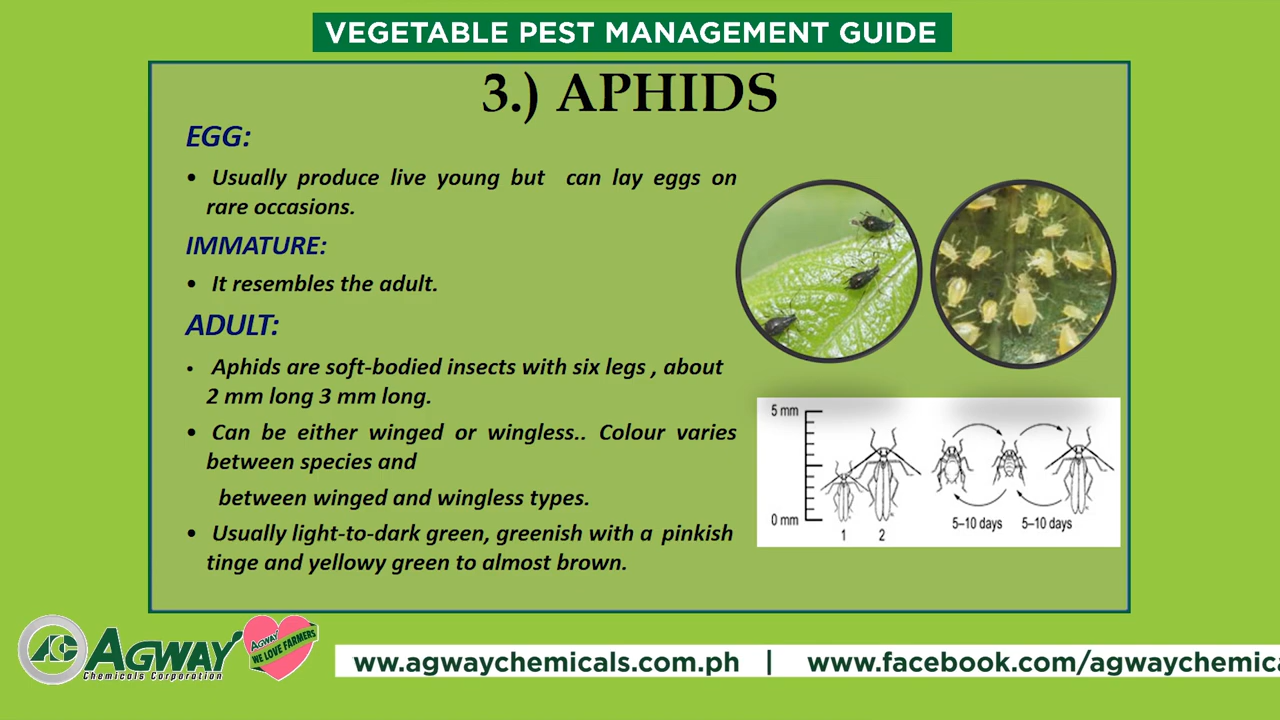 VEGETABLE PEST MANAGEMENT GUIDE
3.) APHIDS
EGG:
• Usually produce live young but can lay eggs on
rare occasions.
IMMATURE:
• It resembles the adult.
ADULT:
• Aphids are soft-bodied insects with six legs , about
2 mm long 3 mm long.
• Can be either winged or wingless.. Colour varies
between species and
between winged and wingless types.
• Usually light-to-dark green, greenish with a pinkish
tinge and yellowy green to almost brown.
5 mm
0 mm
1 2
5–10 days 5–10 days
AC AGWAY
Chemicals Corporation
AGWAY
WE LOVE FARMERS
ww.agwaychemicals.com.ph | www.facebook.com/agwaychemica